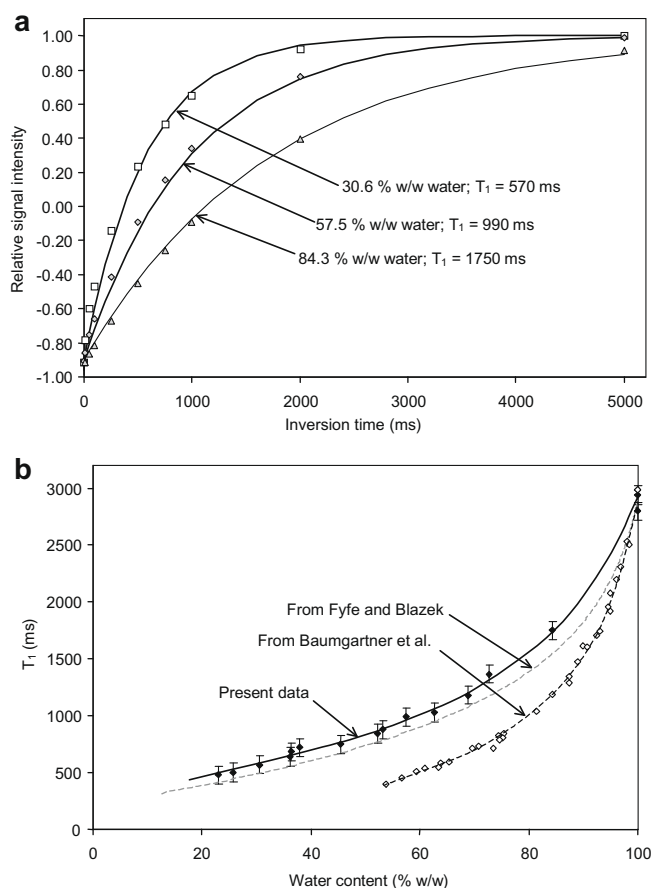 a
1.00
0.80
0.60
0.40
0.20
0.00
-0.20
-0.40
-0.60
-0.80
-1.00
Relative signal intensity
30.6 % w/w water; T₁ = 570 ms
57.5 % w/w water; T₁ = 990 ms
84.3 % w/w water; T₁ = 1750 ms
0 1000 2000 3000 4000 5000
Inversion time (ms)
b
3000
2500
2000
1500
1000
500
0
T₁ (ms)
From Fyfe and Blazek
From Baumgartner et al.
Present data
0 20 40 60 80 100
Water content (% w/w)